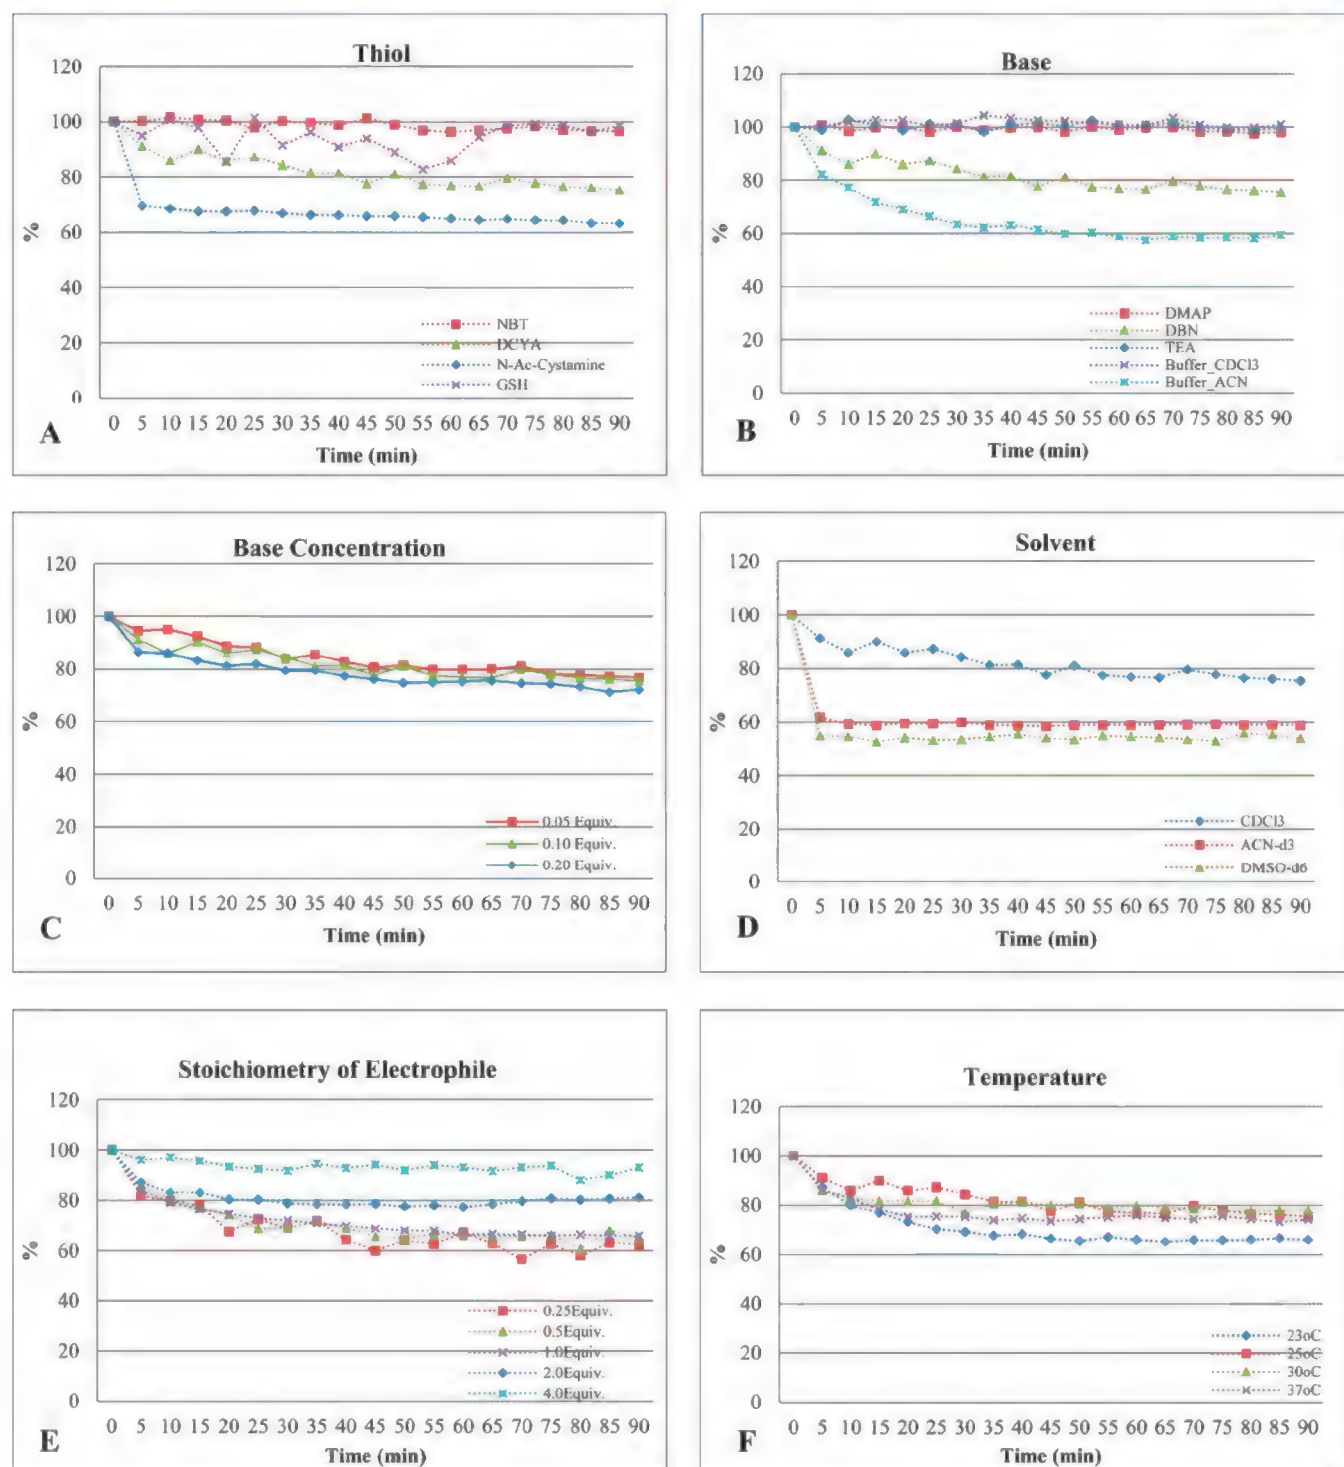 Thiol
120
100
80
60
40
20
0
%
NBT
DCYA
N-Ac-Cystamine
GSH
0 5 10 15 20 25 30 35 40 45 50 55 60 65 70 75 80 85 90
Time (min)
A
Base
120
100
80
60
40
20
0
%
DMAP
DBN
TEA
Buffer_CDCl3
Buffer_ACN
0 5 10 15 20 25 30 35 40 45 50 55 60 65 70 75 80 85 90
Time (min)
B
Base Concentration
120
100
80
60
40
20
0
%
0.05 Equiv.
0.10 Equiv.
0.20 Equiv.
0 5 10 15 20 25 30 35 40 45 50 55 60 65 70 75 80 85 90
Time (min)
C
Solvent
120
100
80
60
40
20
0
%
CDCl3
ACN-d3
DMSO-d6
0 5 10 15 20 25 30 35 40 45 50 55 60 65 70 75 80 85 90
Time (min)
D
Stoichiometry of Electrophile
120
100
80
60
40
20
0
%
0.25Equiv.
0.5Equiv.
1.0Equiv.
2.0Equiv.
4.0Equiv.
0 5 10 15 20 25 30 35 40 45 50 55 60 65 70 75 80 85 90
Time (min)
E
Temperature
120
100
80
60
40
20
0
%
23oC
25oC
30oC
37oC
0 5 10 15 20 25 30 35 40 45 50 55 60 65 70 75 80 85 90
Time (min)
F